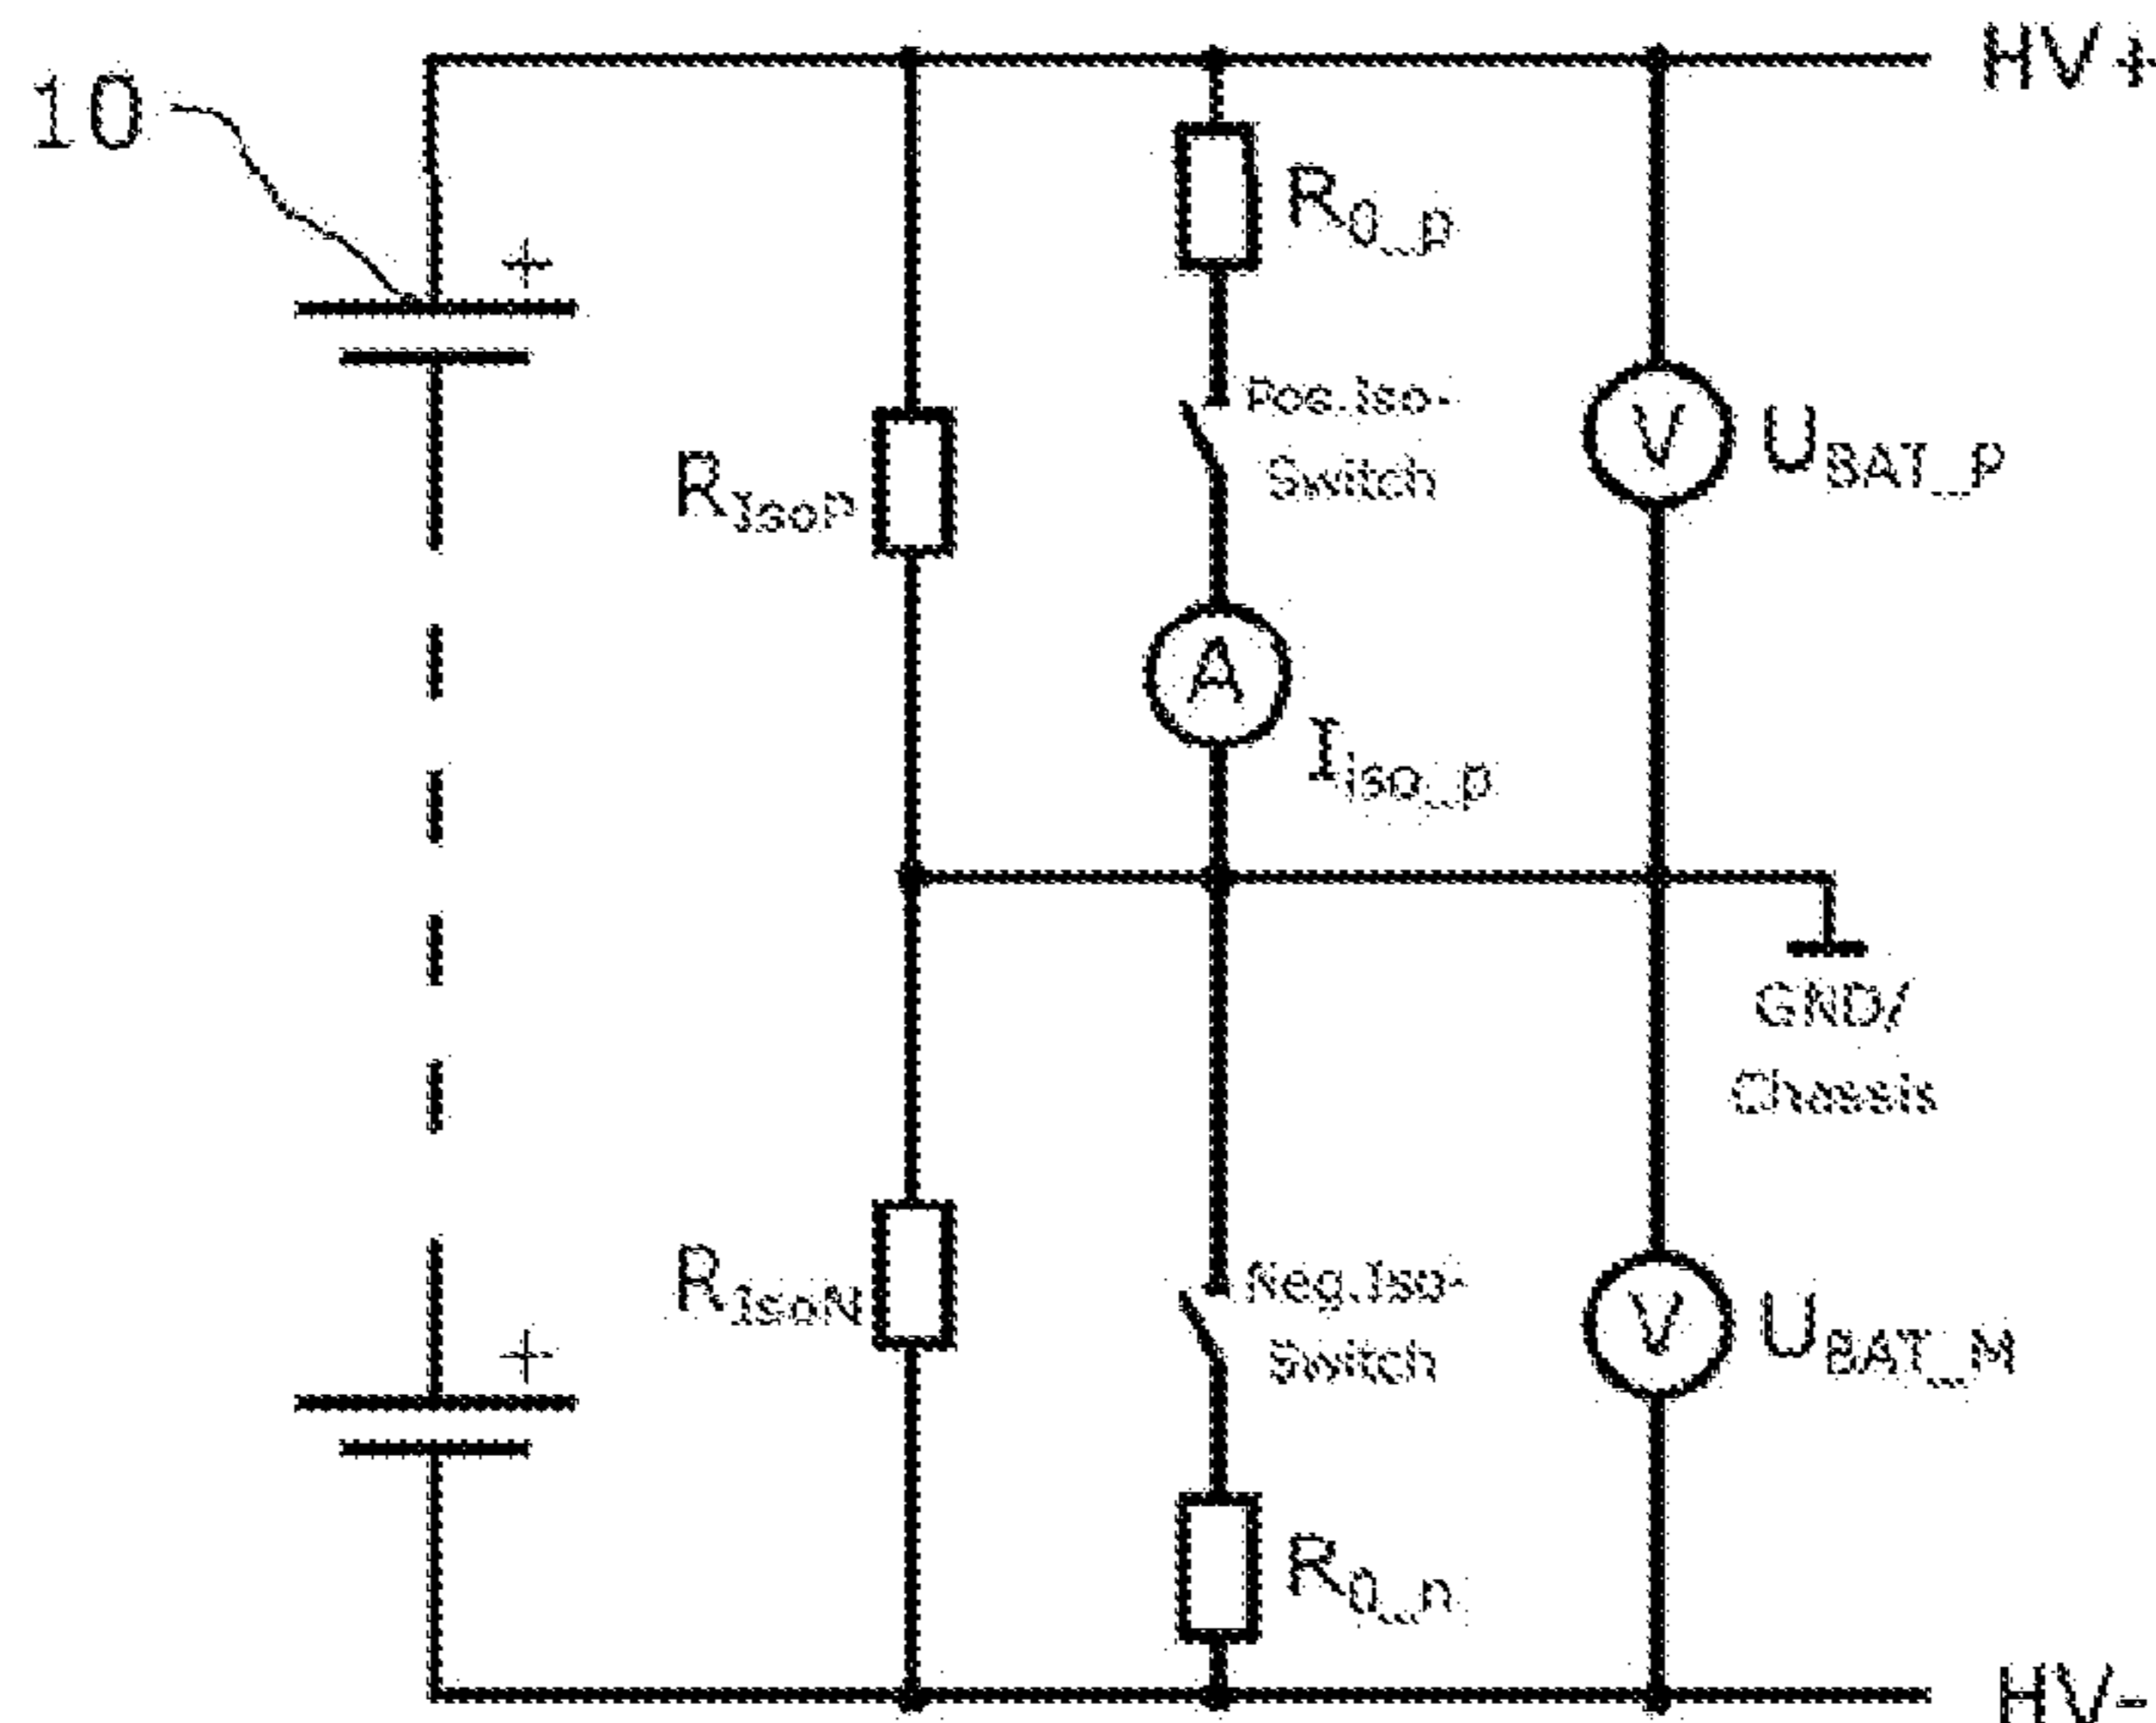 HV+
10
+
R0_p
Pos.Iso-
Switch
V
UBAT_P
RIsoP
A
Iiso_p
GND/
Chassis
RIsoN
Neg.Iso-
Switch
V
UBAT_M
+
R0_n
HV-